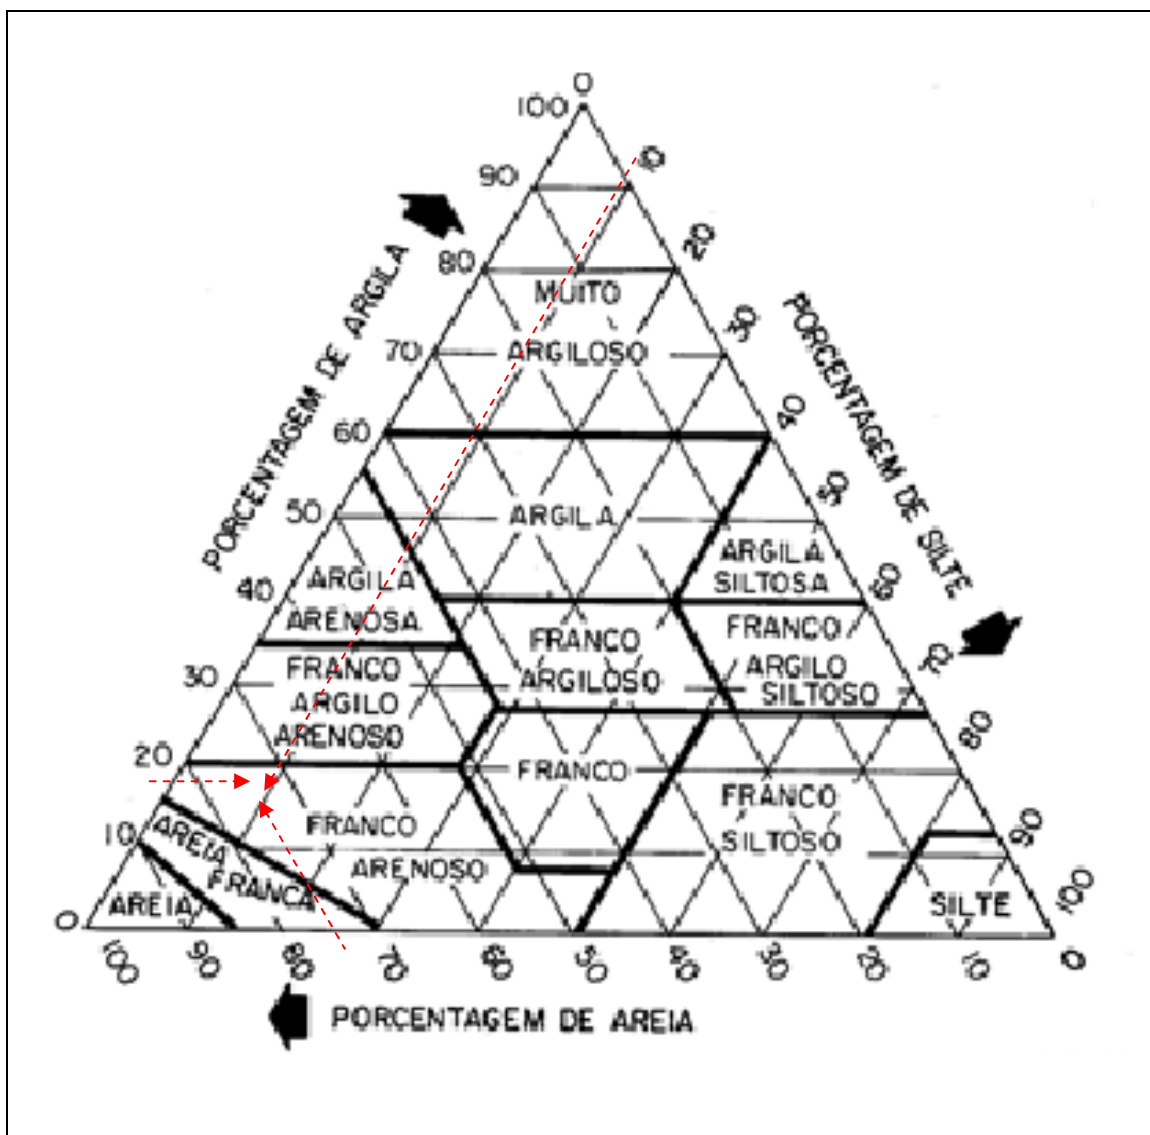 0
100
10
90
20
80
MUITO
30
70
ARGILOSO
PORCENTAGEM DE ARGILA
PORCENTAGEM DE SILTE
60
40
50
ARGILA
50
ARGILA
SILTOSA
ARGILA
ARENOSA
40
60
FRANCO
ARGILOSO
FRANCO
ARGILO
SILTOSO
70
30
FRANCO
ARGILO
ARENOSO
80
20
FRANCO
FRANCO
SILTOSO
FRANCO
ARENOSO
90
10
AREIA
FRANCA
AREIA
SILTE
100
0
100
90
80
70
60
50
40
30
20
10
0
PORCENTAGEM DE AREIA